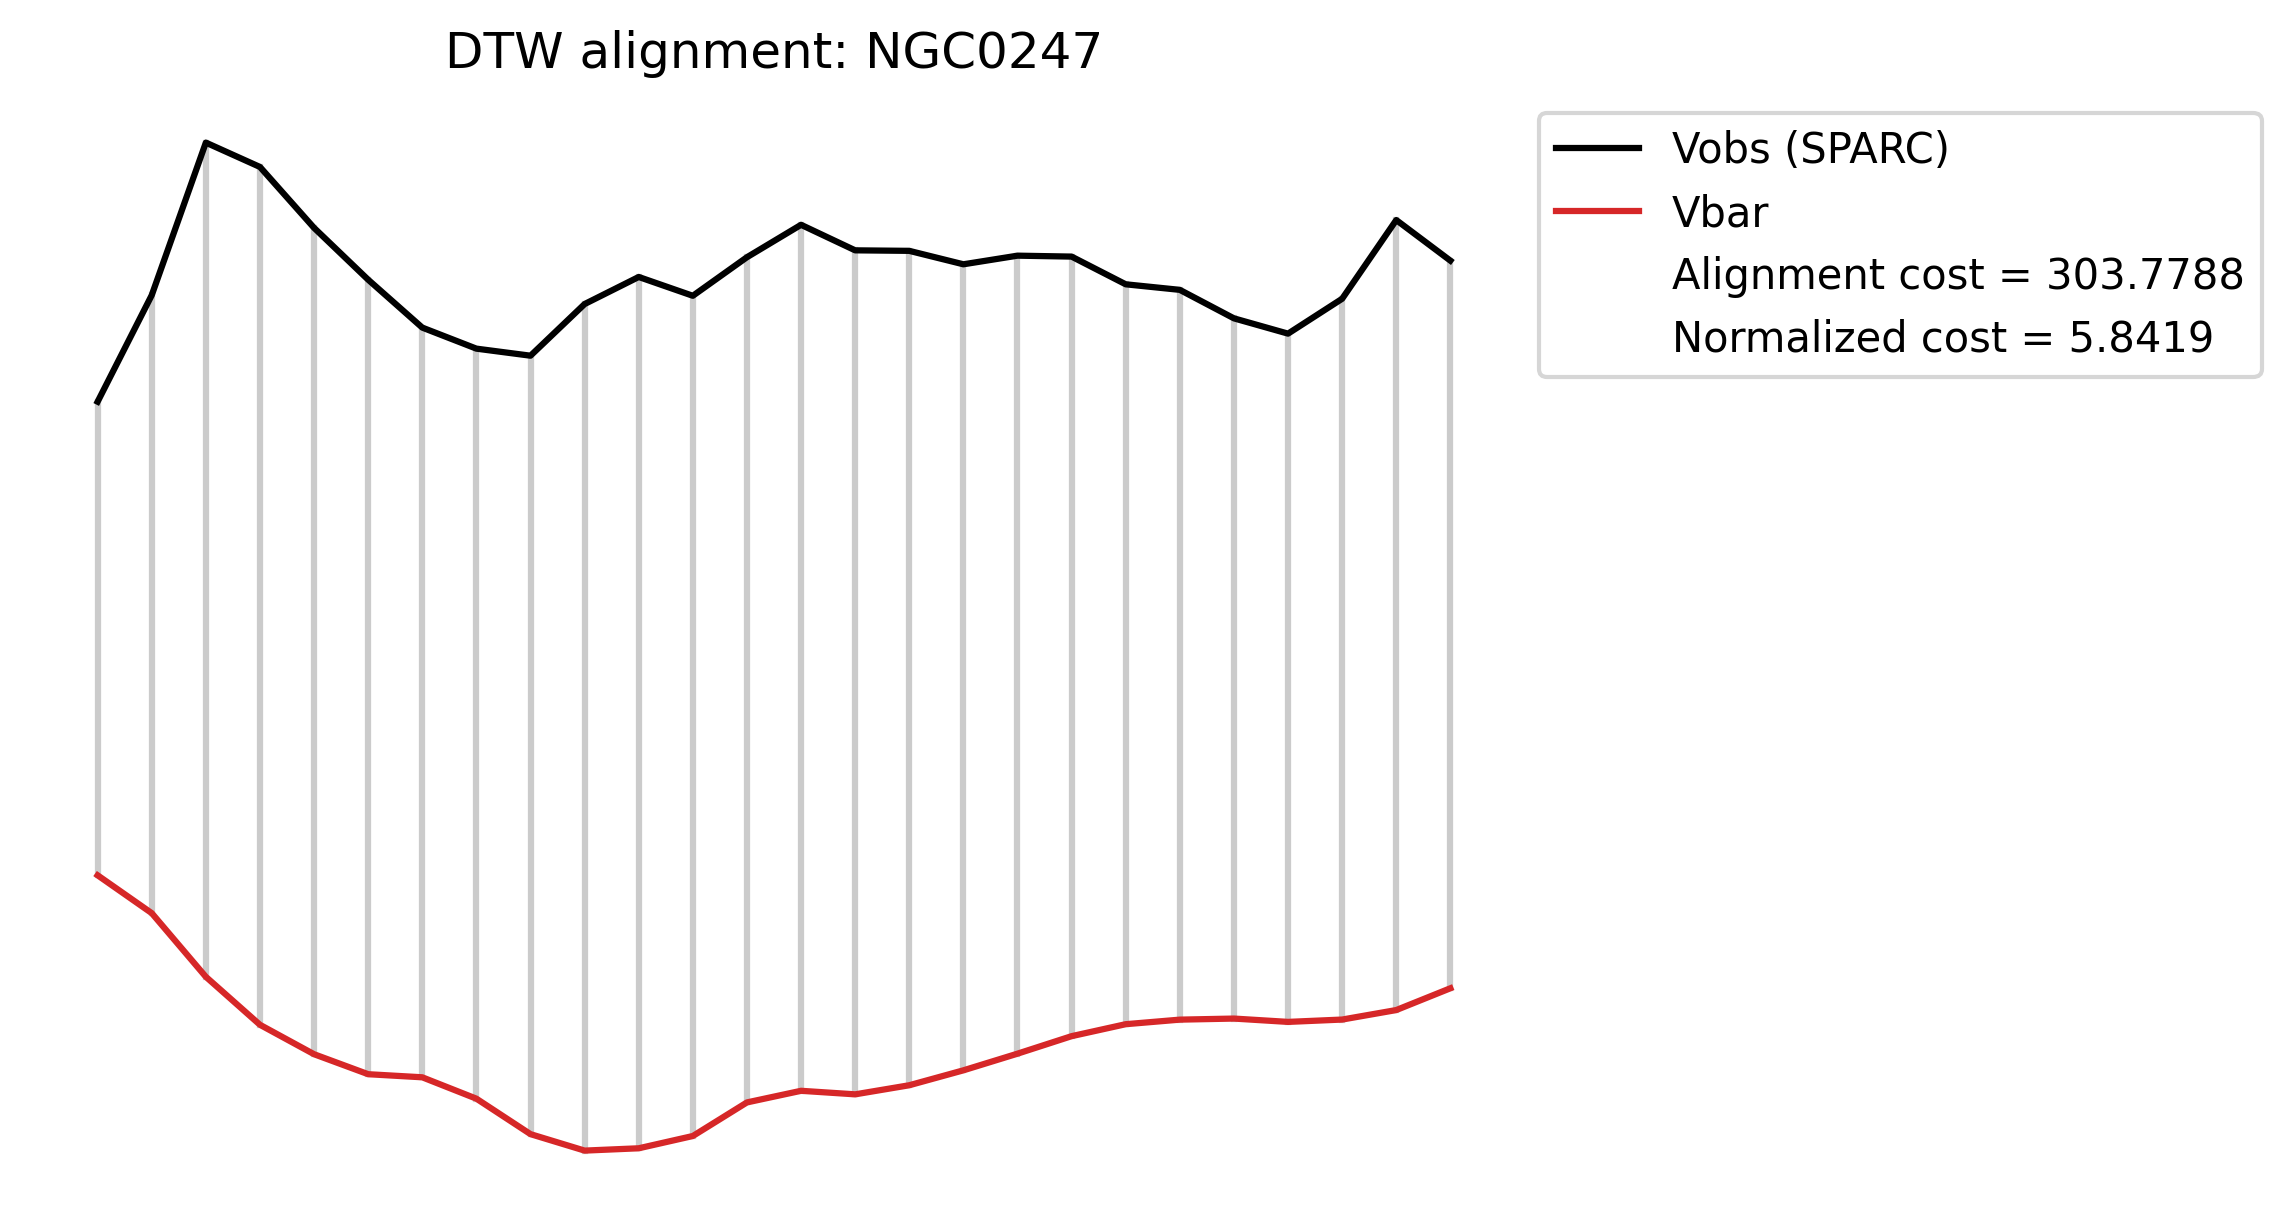 DTW alignment: NGC0247
Vobs (SPARC)
Vbar
Alignment cost = 303.7788
Normalized cost = 5.8419